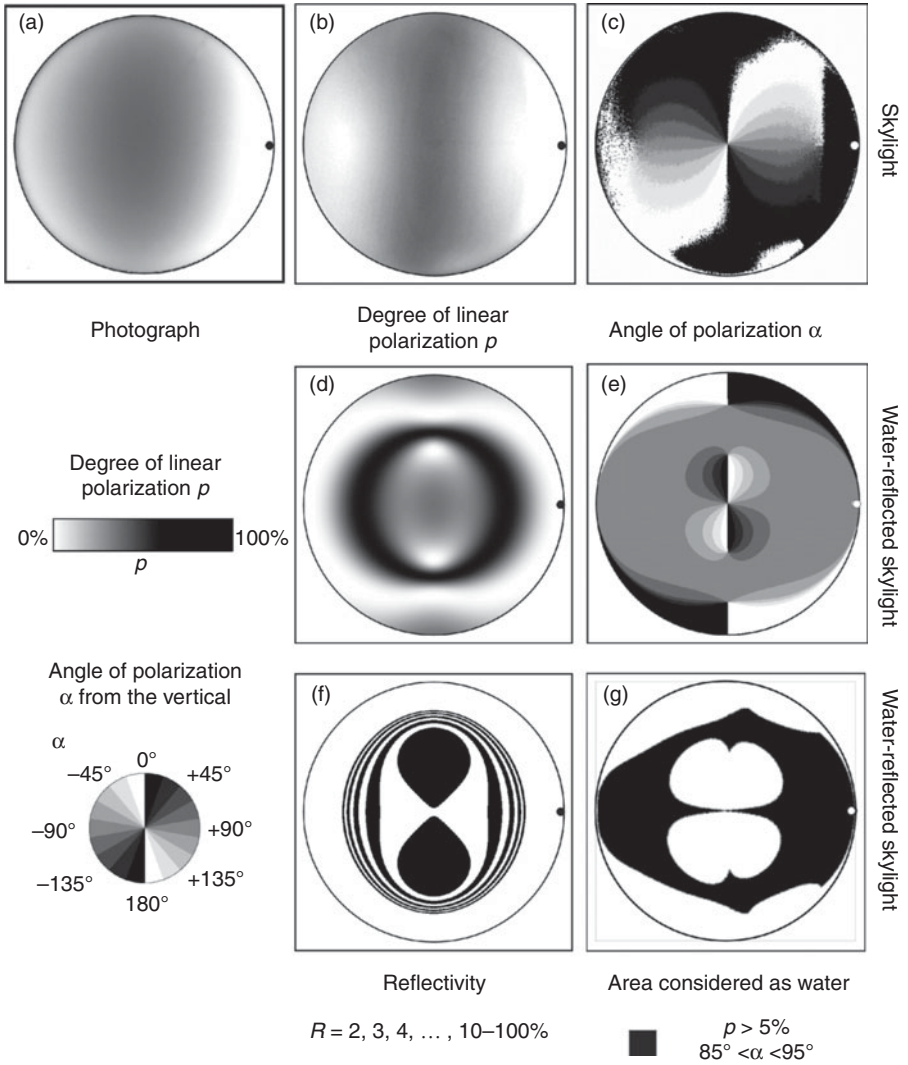 (a)
(b)
(c)
Skylight
Photograph
Degree of linear
polarization p
Angle of polarization α
(d)
(e)
Water-reflected skylight
Degree of linear
polarization p
0%
100%
p
Angle of polarization
α from the vertical
α
0°
–45°
+45°
–90°
+90°
–135°
+135°
180°
(f)
(g)
Water-reflected skylight
Reflectivity
R = 2, 3, 4, … , 10–100%
Area considered as water
p > 5%
85° <α <95°